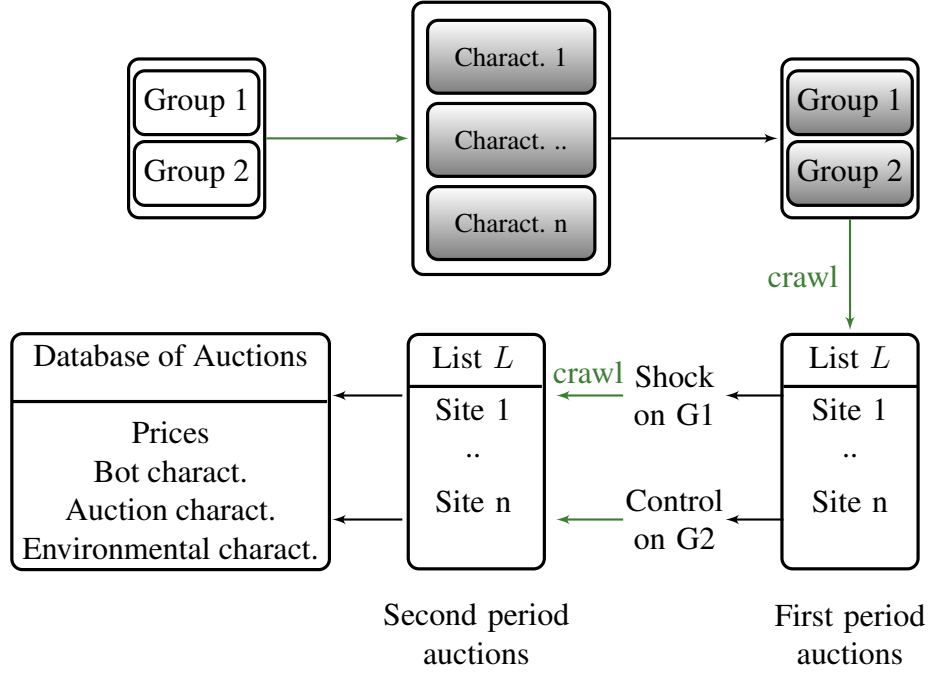 Group 1
Group 2
Charact. 1
Charact. ..
Charact. n
Group 1
Group 2
crawl
Database of Auctions
Prices
Bot charact.
Auction charact.
Environmental charact.
List L
Site 1
..
Site n
crawl
Shock
on G1
Control
on G2
List L
Site 1
..
Site n
Second period
auctions
First period
auctions